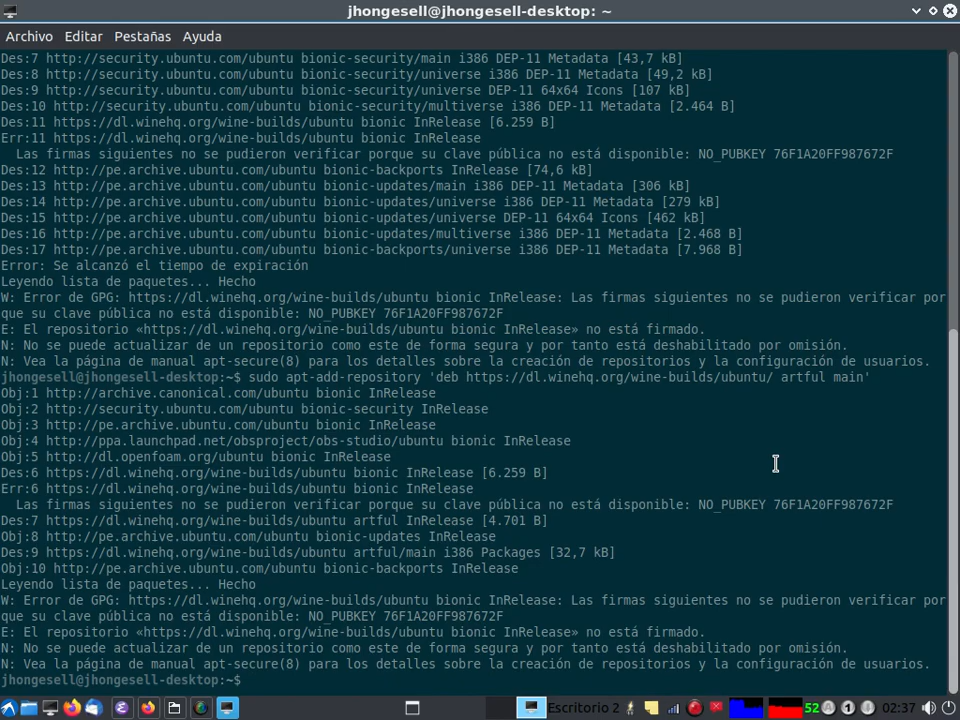 jhongesell@jhongesell-desktop: ~
Archivo Editar Pestañas Ayuda
Des:7 http://security.ubuntu.com/ubuntu bionic-security/main i386 DEP-11 Metadata [43,7 kB]
Des:8 http://security.ubuntu.com/ubuntu bionic-security/universe i386 DEP-11 Metadata [49,2 kB]
Des:9 http://security.ubuntu.com/ubuntu bionic-security/universe DEP-11 64x64 Icons [107 kB]
Des:10 http://security.ubuntu.com/ubuntu bionic-security/multiverse i386 DEP-11 Metadata [2.464 B]
Des:11 https://dl.winehq.org/wine-builds/ubuntu bionic InRelease [6.259 B]
Err:11 https://dl.winehq.org/wine-builds/ubuntu bionic InRelease
Las firmas siguientes no se pudieron verificar porque su clave pública no está disponible: NO_PUBKEY 76F1A20FF987672F
Des:12 http://pe.archive.ubuntu.com/ubuntu bionic-backports InRelease [74,6 kB]
Des:13 http://pe.archive.ubuntu.com/ubuntu bionic-updates/main i386 DEP-11 Metadata [306 kB]
Des:14 http://pe.archive.ubuntu.com/ubuntu bionic-updates/universe i386 DEP-11 Metadata [279 kB]
Des:15 http://pe.archive.ubuntu.com/ubuntu bionic-updates/universe DEP-11 64x64 Icons [462 kB]
Des:16 http://pe.archive.ubuntu.com/ubuntu bionic-updates/multiverse i386 DEP-11 Metadata [2.468 B]
Des:17 http://pe.archive.ubuntu.com/ubuntu bionic-backports/universe i386 DEP-11 Metadata [7.968 B]
Error: Se alcanzó el tiempo de expiración
Leyendo lista de paquetes... Hecho
W: Error de GPG: https://dl.winehq.org/wine-builds/ubuntu bionic InRelease: Las firmas siguientes no se pudieron verificar por
que su clave pública no está disponible: NO_PUBKEY 76F1A20FF987672F
E: El repositorio «https://dl.winehq.org/wine-builds/ubuntu bionic InRelease» no está firmado.
N: No se puede actualizar de un repositorio como este de forma segura y por tanto está deshabilitado por omisión.
N: Vea la página de manual apt-secure(8) para los detalles sobre la creación de repositorios y la configuración de usuarios.
jhongesell@jhongesell-desktop:~$ sudo apt-add-repository 'deb https://dl.winehq.org/wine-builds/ubuntu/ artful main'
Obj:1 http://archive.canonical.com/ubuntu bionic InRelease
Obj:2 http://security.ubuntu.com/ubuntu bionic-security InRelease
Obj:3 http://pe.archive.ubuntu.com/ubuntu bionic InRelease
Obj:4 http://ppa.launchpad.net/obsproject/obs-studio/ubuntu bionic InRelease
Obj:5 http://dl.openfoam.org/ubuntu bionic InRelease
Des:6 https://dl.winehq.org/wine-builds/ubuntu bionic InRelease [6.259 B]
Err:6 https://dl.winehq.org/wine-builds/ubuntu bionic InRelease
Las firmas siguientes no se pudieron verificar porque su clave pública no está disponible: NO_PUBKEY 76F1A20FF987672F
Des:7 https://dl.winehq.org/wine-builds/ubuntu artful InRelease [4.701 B]
Obj:8 http://pe.archive.ubuntu.com/ubuntu bionic-updates InRelease
Des:9 https://dl.winehq.org/wine-builds/ubuntu artful/main i386 Packages [32,7 kB]
Obj:10 http://pe.archive.ubuntu.com/ubuntu bionic-backports InRelease
Leyendo lista de paquetes... Hecho
W: Error de GPG: https://dl.winehq.org/wine-builds/ubuntu bionic InRelease: Las firmas siguientes no se pudieron verificar por
que su clave pública no está disponible: NO_PUBKEY 76F1A20FF987672F
E: El repositorio «https://dl.winehq.org/wine-builds/ubuntu bionic InRelease» no está firmado.
N: No se puede actualizar de un repositorio como este de forma segura y por tanto está deshabilitado por omisión.
N: Vea la página de manual apt-secure(8) para los detalles sobre la creación de repositorios y la configuración de usuarios.
jhongesell@jhongesell-desktop:~$
Escritorio 2 52 A 1 02:37